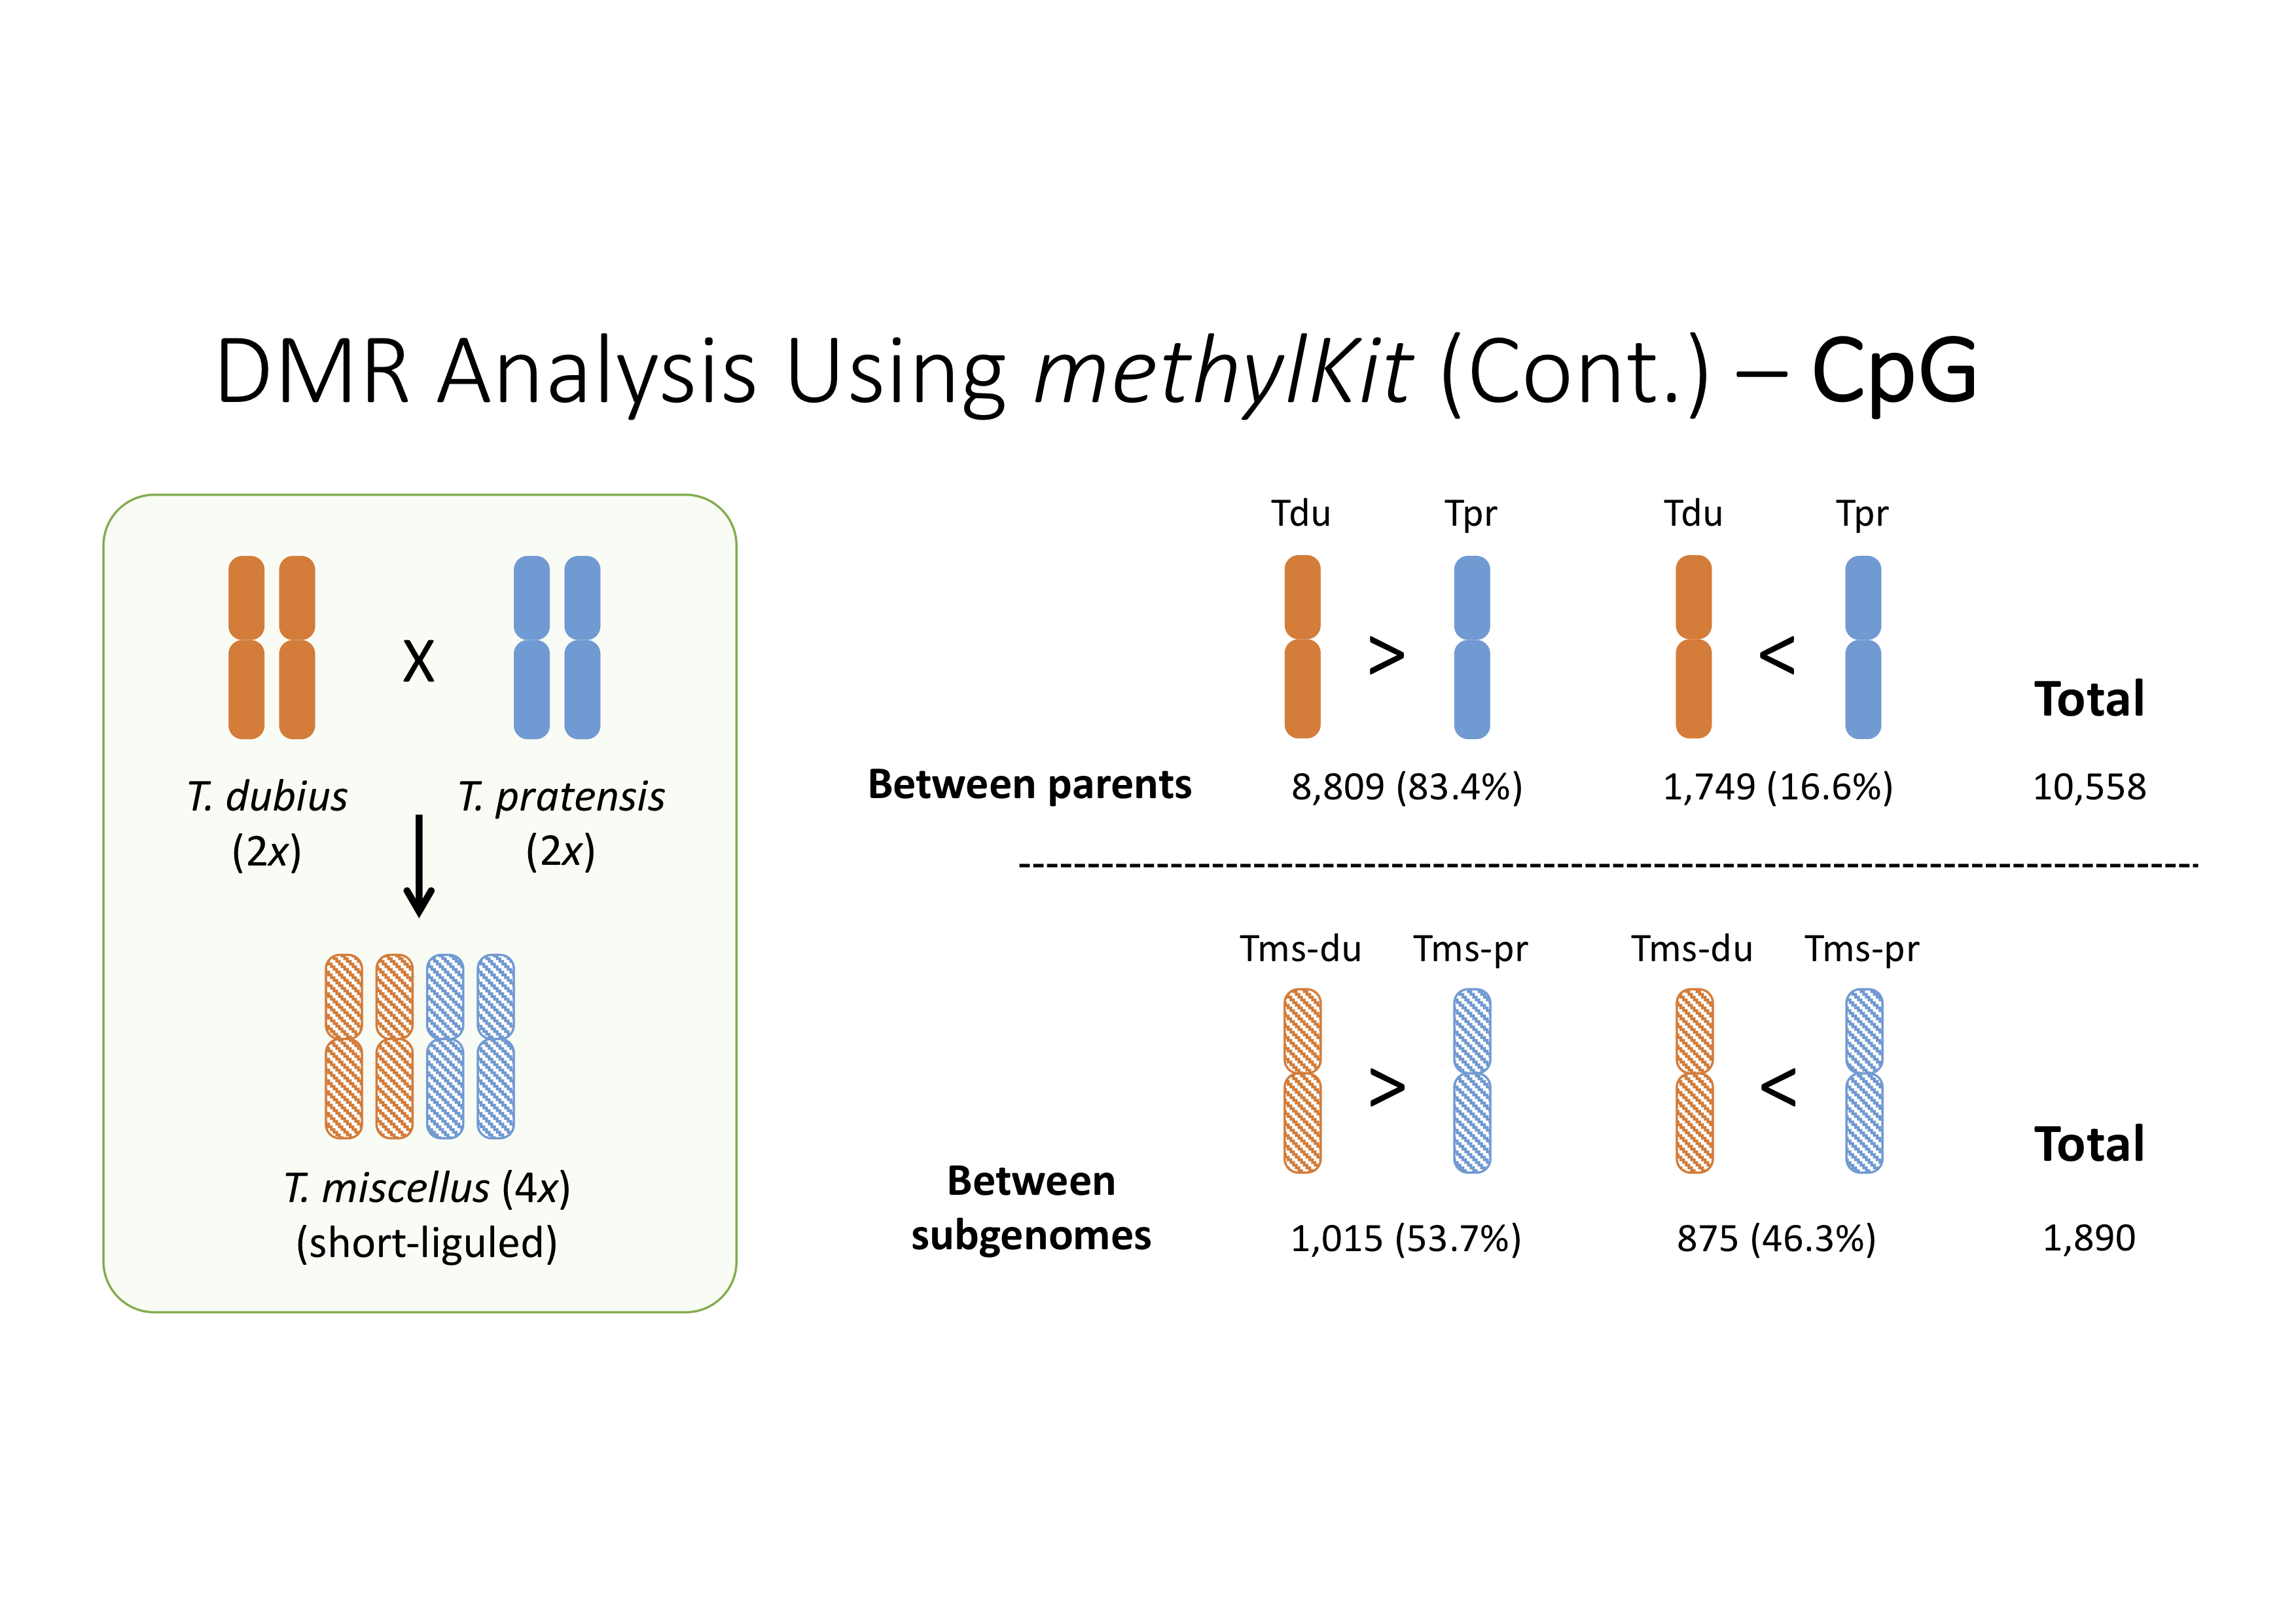 DMR Analysis Using methylKit (Cont.) – CpG
X
T. dubius
(2x)
T. pratensis
(2x)
T. miscellus (4x)
(short-liguled)
Tdu Tpr Tdu Tpr
> <
Total
Between parents 8,809 (83.4%) 1,749 (16.6%) 10,558
Tms-du Tms-pr Tms-du Tms-pr
> <
Total
Between
subgenomes 1,015 (53.7%) 875 (46.3%) 1,890